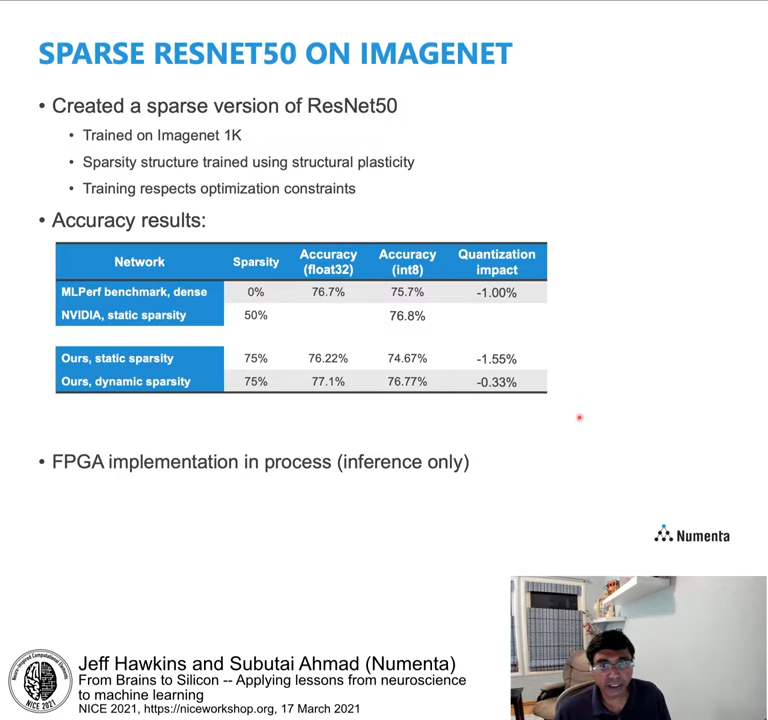 SPARSE RESNET50 ON IMAGENET
• Created a sparse version of ResNet50
• Trained on Imagenet 1K
• Sparsity structure trained using structural plasticity
• Training respects optimization constraints
• Accuracy results:
Network Sparsity Accuracy (float32) Accuracy (int8) Quantization impact
MLPerf benchmark, dense 0% 76.7% 75.7% -1.00%
NVIDIA, static sparsity 50% 76.8%
Ours, static sparsity 75% 76.22% 74.67% -1.55%
Ours, dynamic sparsity 75% 77.1% 76.77% -0.33%
• FPGA implementation in process (inference only)
Numenta
Jeff Hawkins and Subutai Ahmad (Numenta)
From Brains to Silicon -- Applying lessons from neuroscience
to machine learning
NICE 2021, https://niceworkshop.org, 17 March 2021
Neuro-Inspired Computational Elements
NICE 2021